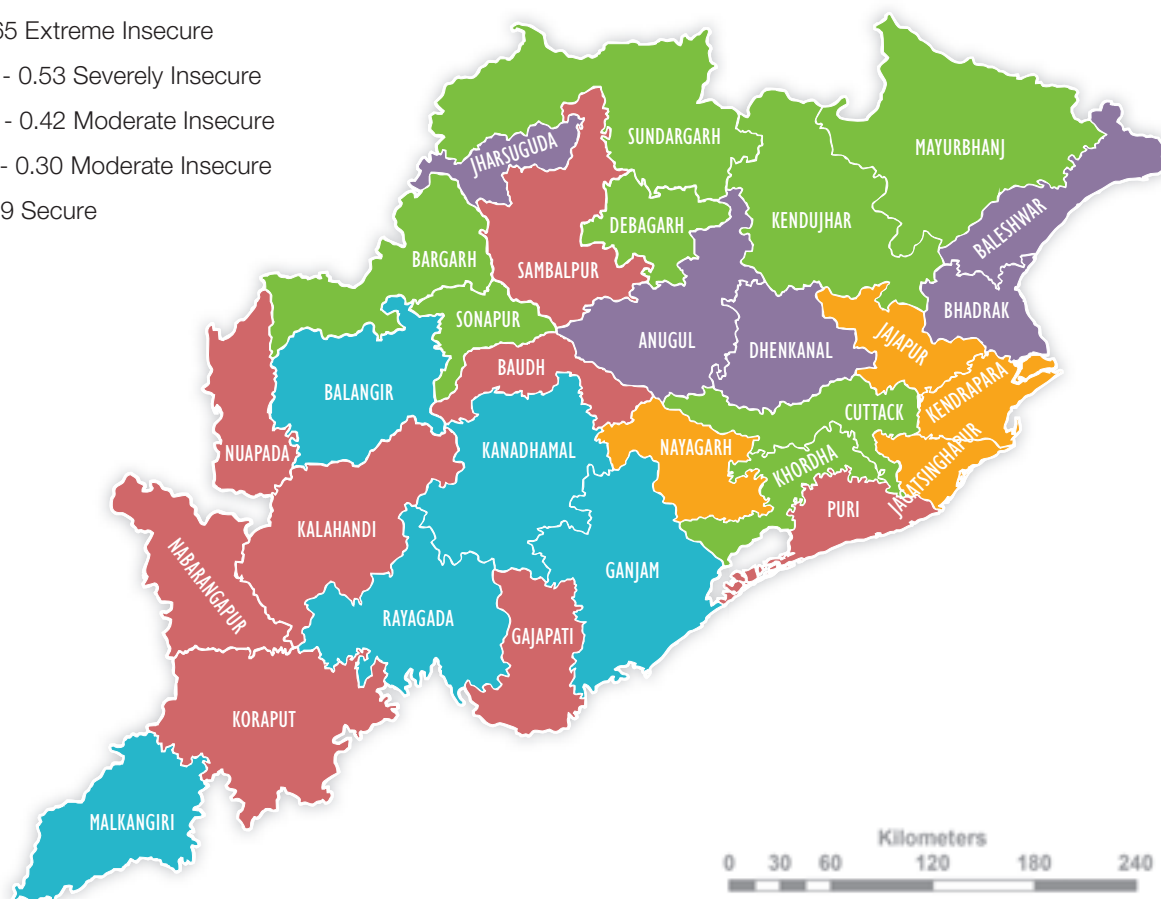 65 Extreme Insecure
- 0.53 Severely Insecure
- 0.42 Moderate Insecure
- 0.30 Moderate Insecure
9 Secure
SUNDARGARH
JHARSUGUDA
MAYURBHANJ
DEBAGARH
KENDUJHAR
BALESHWAR
BARGARH
SAMBALPUR
SONAPUR
BHADRAK
ANUGUL
DHENKANAL
JAJAPUR
BAUDH
BALANGIR
KENDRAPARA
CUTTACK
NUAPADA
KANADHAMAL
NAYAGARH
KHORDHA
JAGATSINGHAPUR
PURI
KALAHANDI
NABARANGAPUR
GANJAM
RAYAGADA
GAJAPATI
KORAPUT
MALKANGIRI
Kilometers
0 30 60 120 180 240